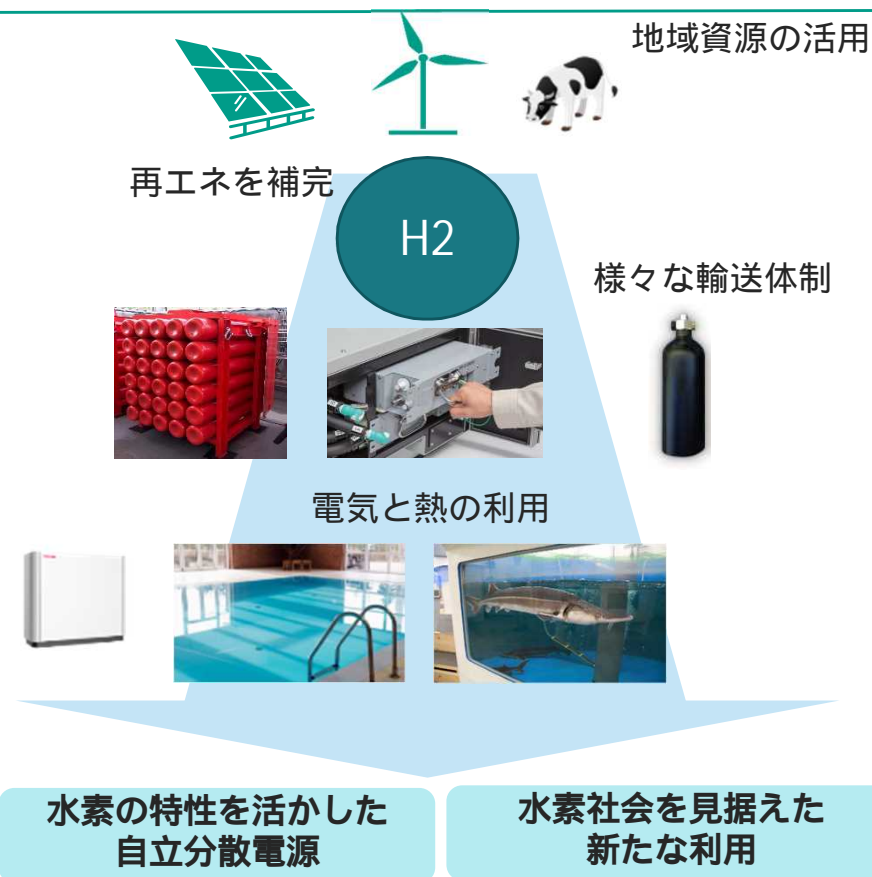 地域資源の活用
再エネを補完
H2
様々な輸送体制
電気と熱の利用
水素の特性を活かした
自立分散電源
水素社会を見据えた
新たな利用